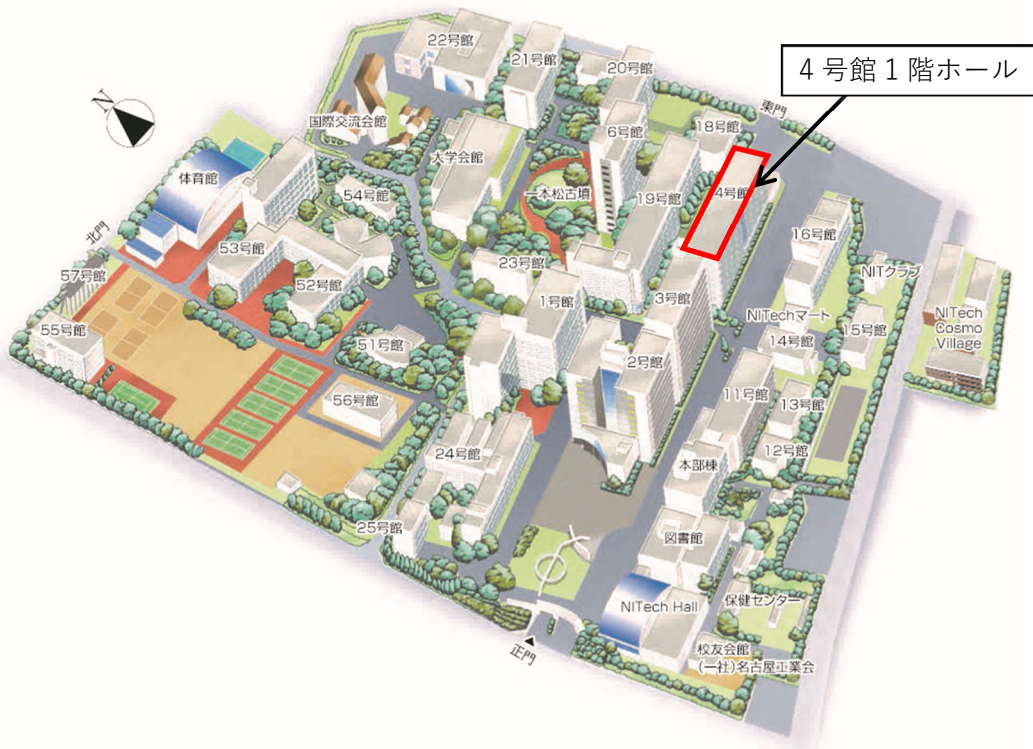 4号館1階ホール
22号館
21号館
20号館
東門
N
国際交流会館
6号館
18号館
大学会館
体育館
54号館
一本松古墳
4号館
19号館
北門
16号館
53号館
23号館
NITクラブ
57号館
52号館
1号館
3号館
NITechマート
NITech
Cosmo
Village
15号館
55号館
51号館
14号館
2号館
11号館
56号館
13号館
24号館
12号館
本部棟
25号館
図書館
NITech Hall
保健センター
正門
校友会館
(一社)名古屋工業会